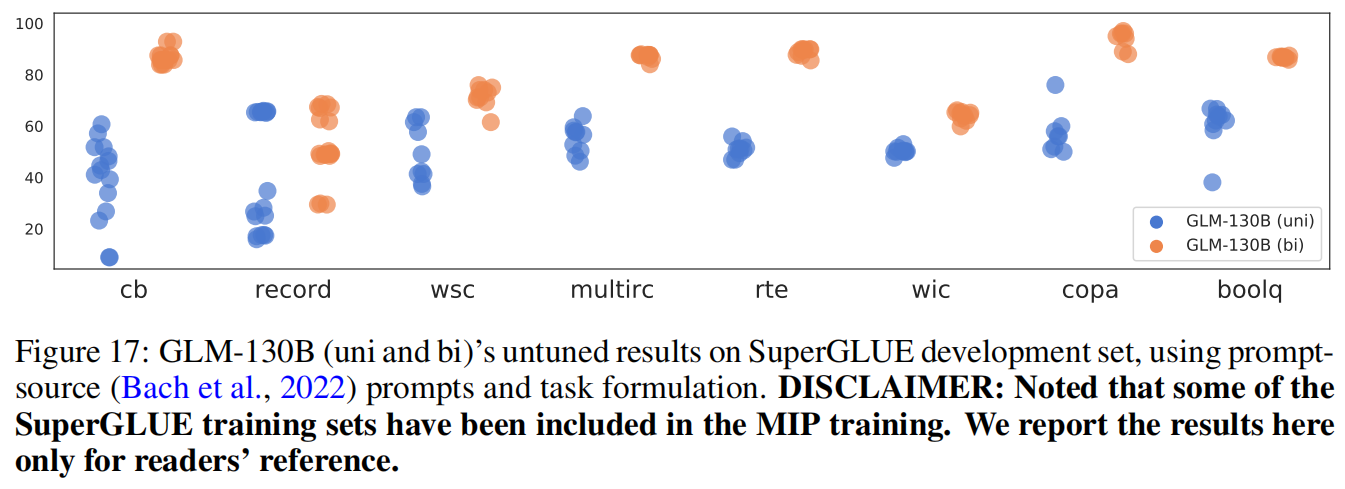 100
80
60
40
20
GLM-130B (uni)
GLM-130B (bi)
cb record wsc multirc rte wic copa boolq
Figure 17: GLM-130B (uni and bi)'s untuned results on SuperGLUE development set, using prompt-
source (Bach et al., 2022) prompts and task formulation. DISCLAIMER: Noted that some of the
SuperGLUE training sets have been included in the MIP training. We report the results here
only for readers' reference.